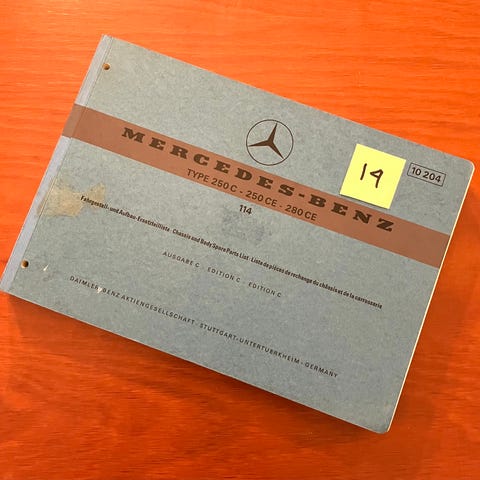 MERCEDES-BENZ
19
10 204
TYPE 250 C - 250 CE - 280 CE
114
Fahrgestell- und Aufbau-Ersatzteilliste · Chassis and Body Spare Parts List · Liste de pièces de rechange du châssis et de la carrosserie
AUSGABE C · EDITION C · EDITION C
DAIMLER-BENZ AKTIENGESELLSCHAFT · STUTTGART-UNTERTUERKHEIM · GERMANY